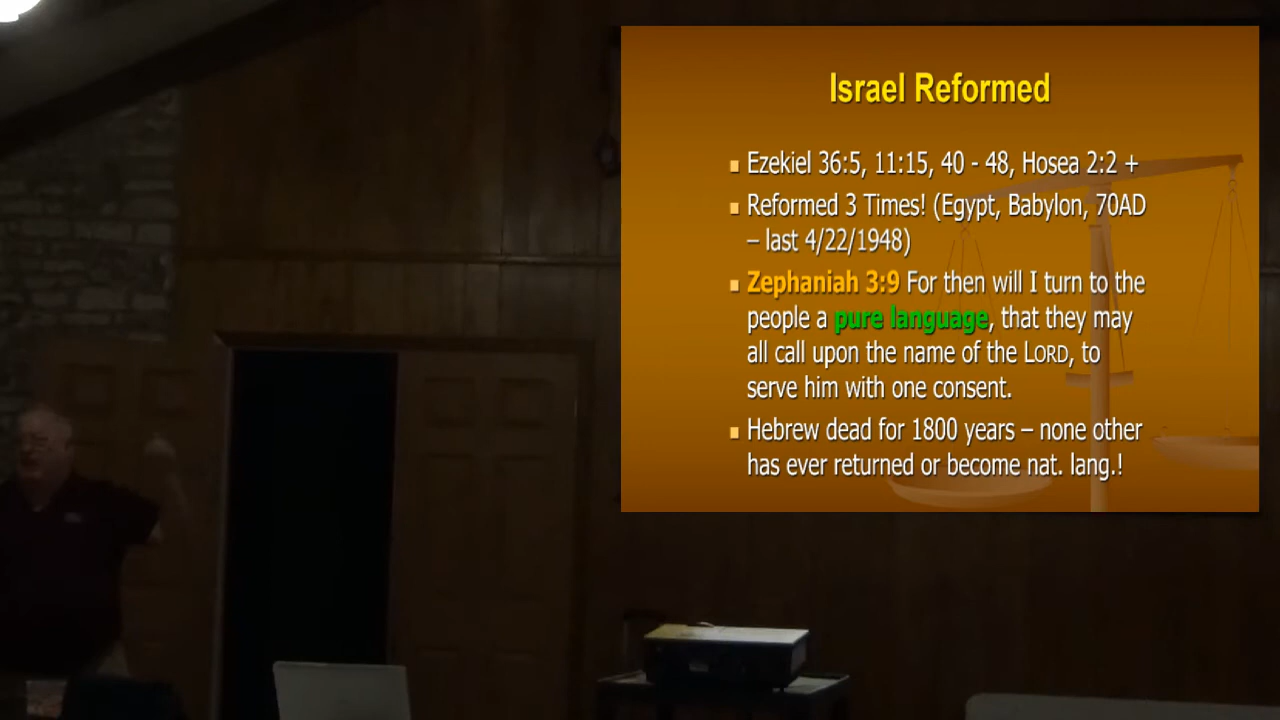 Israel Reformed
Ezekiel 36:5, 11:15, 40 - 48, Hosea 2:2 +
Reformed 3 Times! (Egypt, Babylon, 70AD
– last 4/22/1948)
Zephaniah 3:9 For then will I turn to the
people a pure language, that they may
all call upon the name of the LORD, to
serve him with one consent.
Hebrew dead for 1800 years – none other
has ever returned or become nat. lang.!